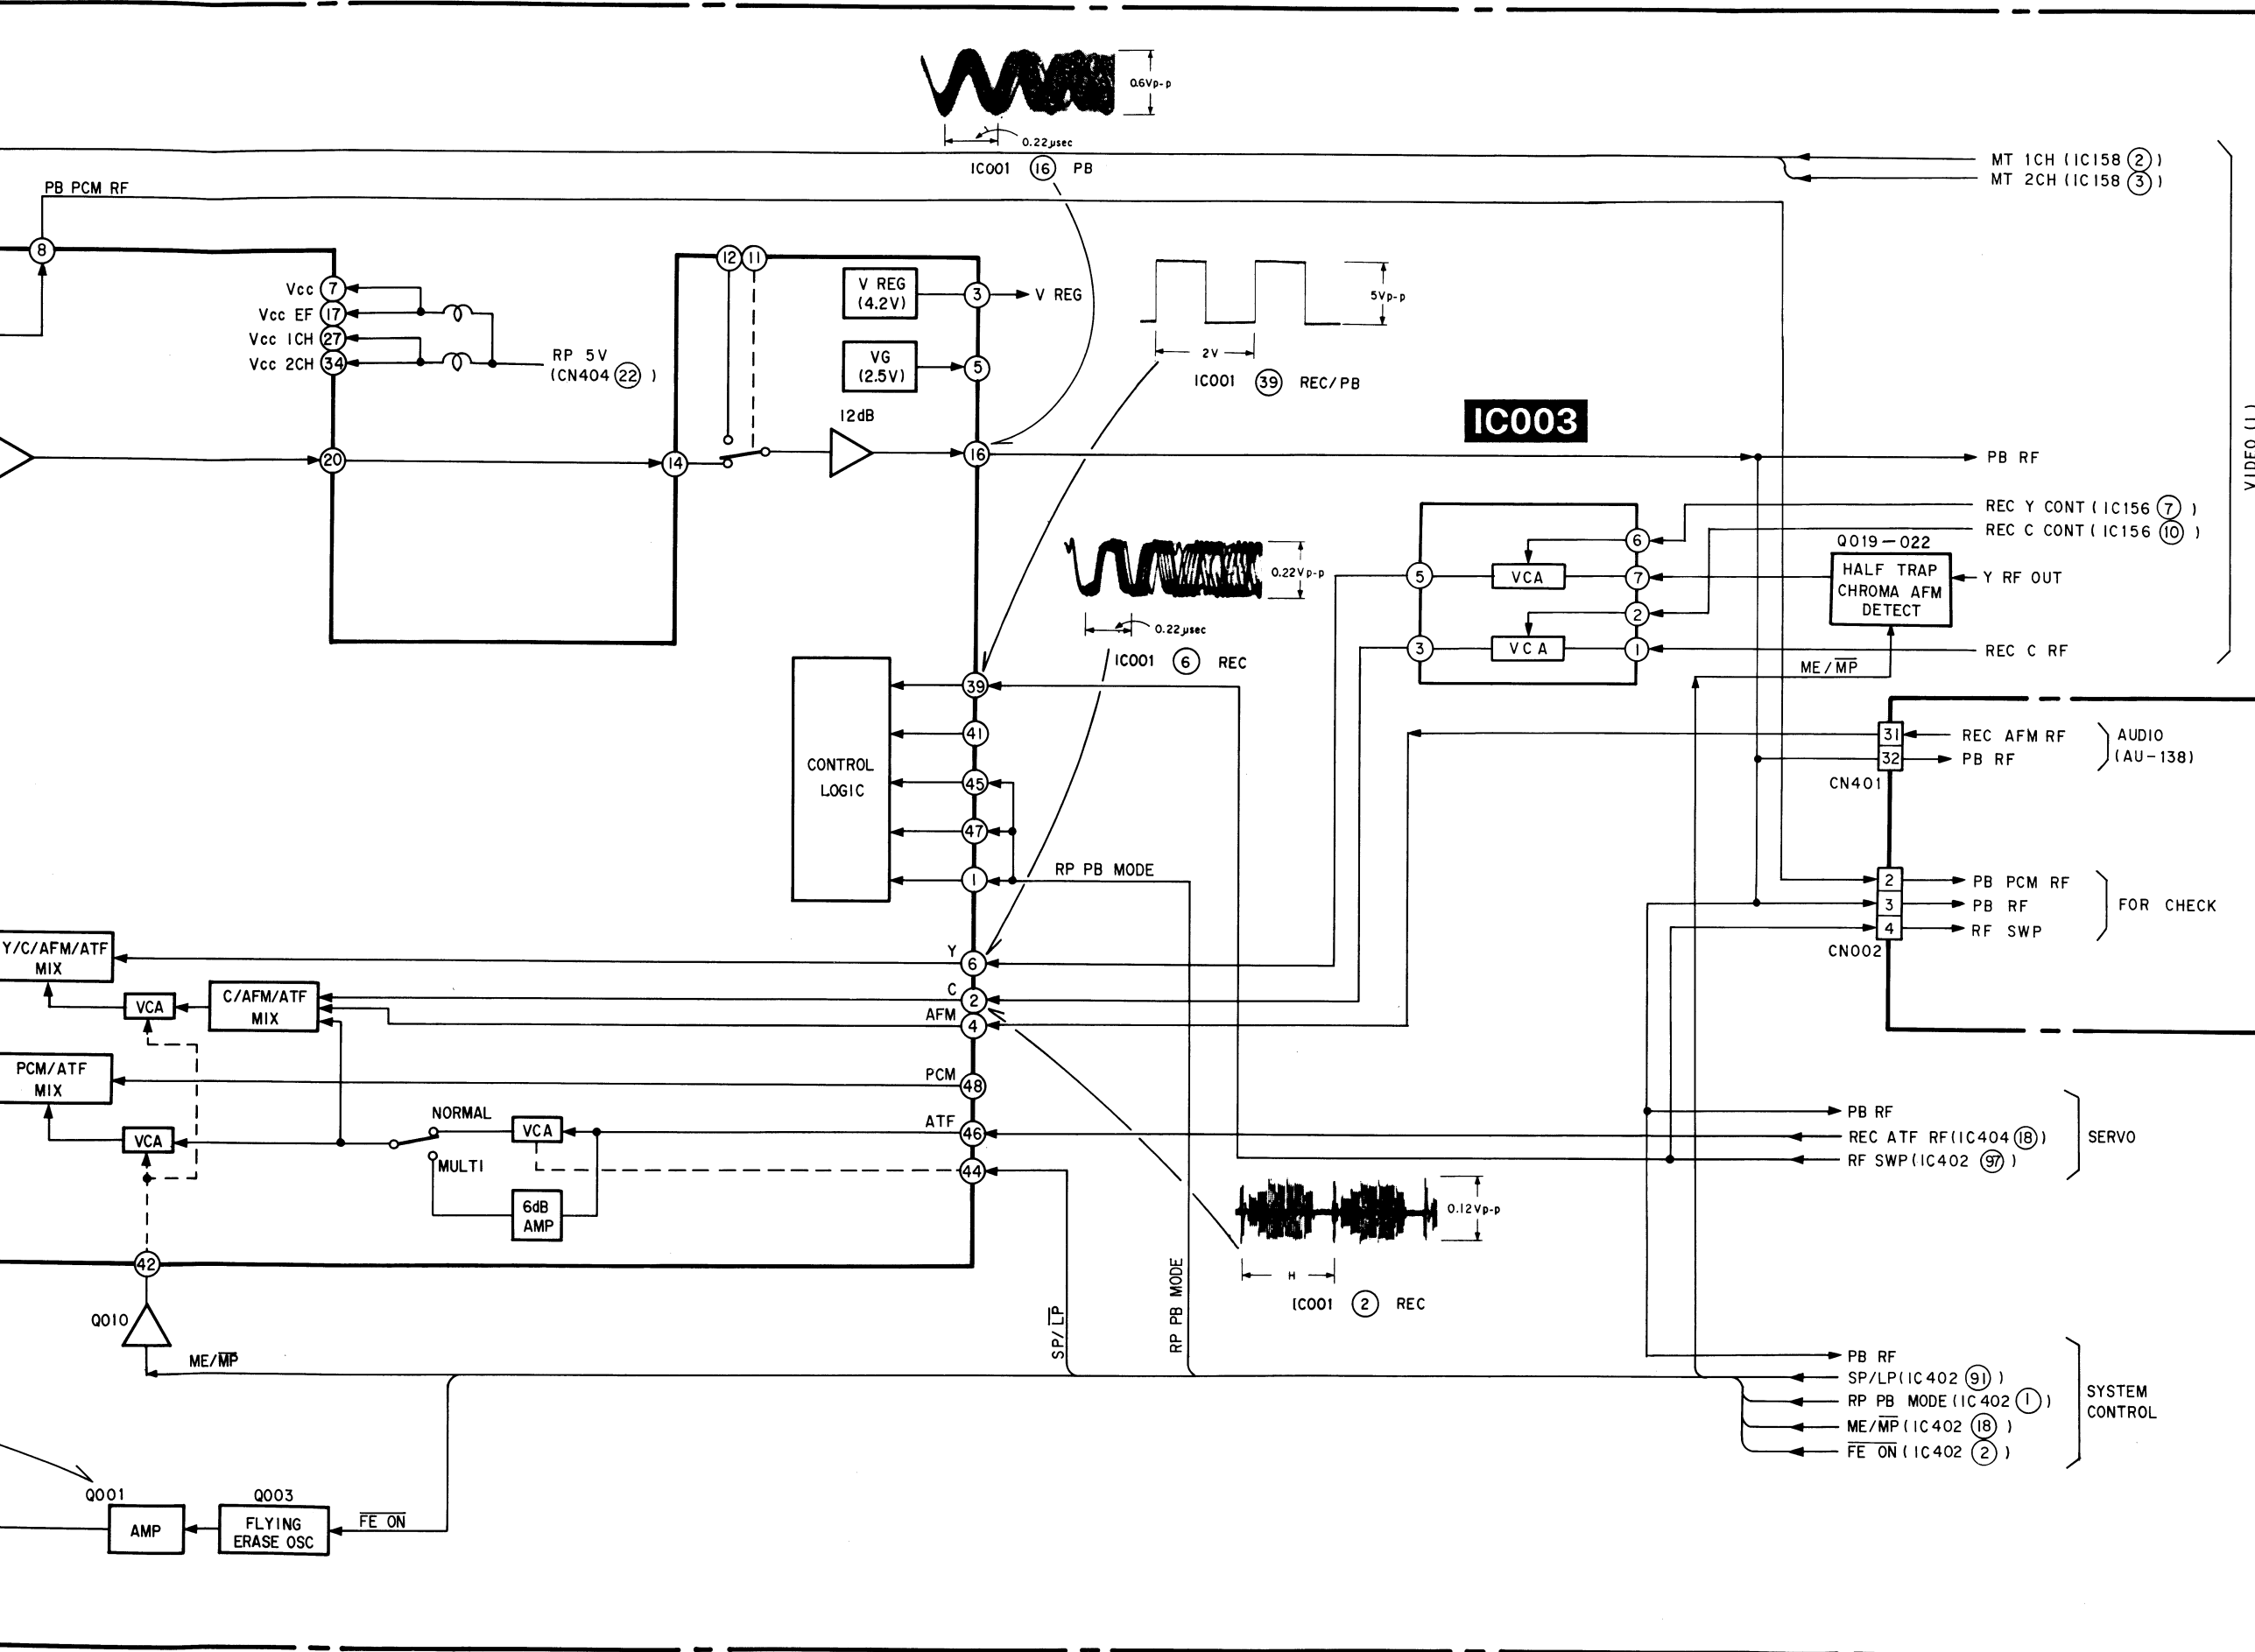 0.6Vp-p
0.22µsec
IC001 16 PB
MT 1CH (IC158 2)
MT 2CH (IC158 3)
PB PCM RF
8
12 11
Vcc 7
Vcc EF 17
Vcc 1CH 27
Vcc 2CH 34
RP 5V
(CN404 22)
V REG
(4.2V)
3
V REG
VG
(2.5V)
5
12dB
20
14
16
5Vp-p
2V
IC001 39 REC/PB
IC003
PB RF
REC Y CONT (IC156 7)
REC C CONT (IC156 10)
VIDEO (1)
0.22Vp-p
0.22µsec
IC001 6 REC
5
VCA
6
7
2
3
VCA
1
Q019-022
HALF TRAP
CHROMA AFM
DETECT
Y RF OUT
REC C RF
ME/M̅P̅
CONTROL
LOGIC
39
41
45
47
1
RP PB MODE
31 REC AFM RF
32 PB RF
AUDIO
(AU-138)
CN401
2 PB PCM RF
3 PB RF
4 RF SWP
FOR CHECK
CN002
Y/C/AFM/ATF
MIX
Y 6
VCA
C/AFM/ATF
MIX
C 2
AFM 4
PCM/ATF
MIX
PCM 48
VCA
NORMAL
MULTI
VCA
ATF 46
44
6dB
AMP
PB RF
REC ATF RF(IC404 18)
RF SWP(IC402 97)
SERVO
0.12Vp-p
H
IC001 2 REC
42
Q010
ME/M̅P̅
SP/L̅P̅
RP PB MODE
PB RF
SP/LP(IC402 91)
RP PB MODE(IC402 1)
ME/M̅P̅(IC402 18)
F̅E̅ O̅N̅(IC402 2)
SYSTEM
CONTROL
Q001
AMP
Q003
FLYING
ERASE OSC
F̅E̅ O̅N̅